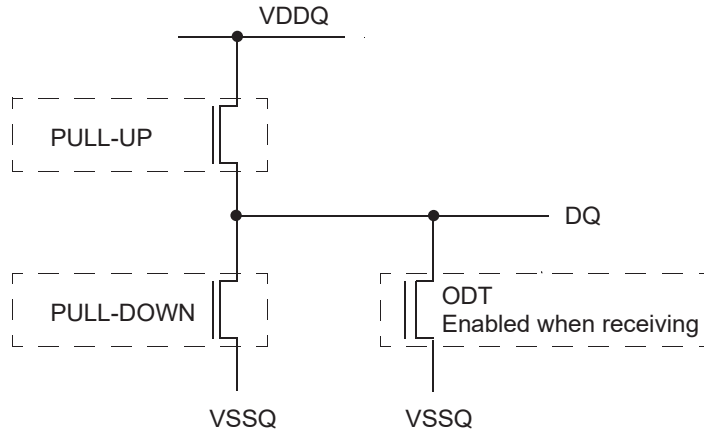 VDDQ
PULL-UP
DQ
PULL-DOWN
ODT
Enabled when receiving
VSSQ
VSSQ